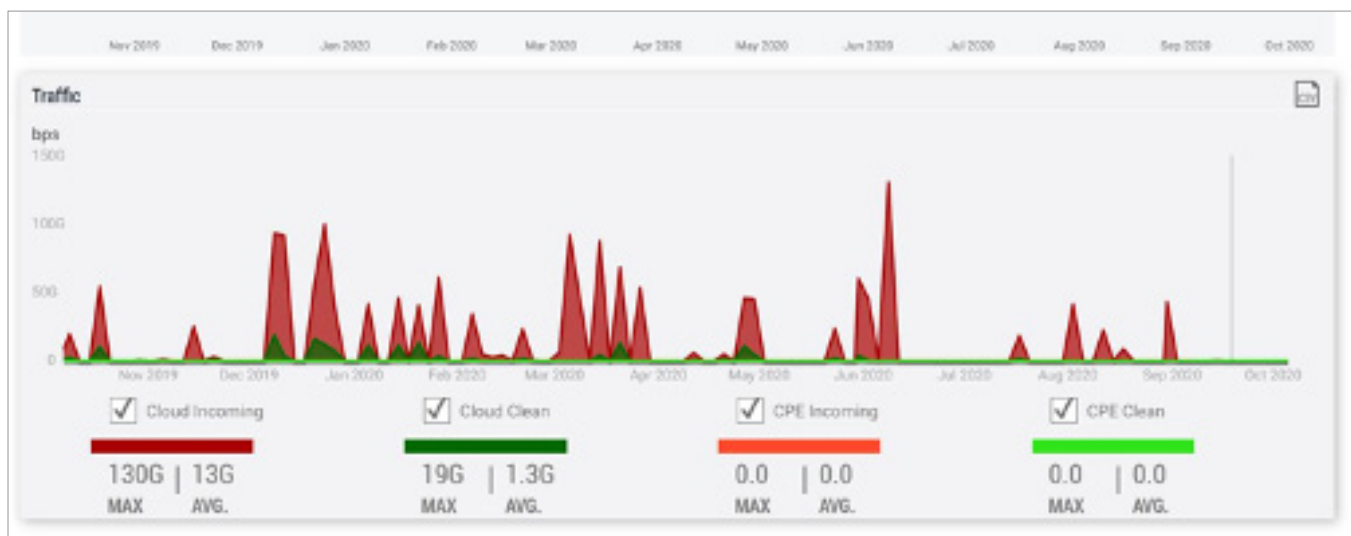 Nov 2019 Dec 2019 Jan 2020 Feb 2020 Mar 2020 Apr 2020 May 2020 Jun 2020 Jul 2020 Aug 2020 Sep 2020 Oct 2020
Traffic
CSV
bps
150G
100G
50G
0
Nov 2019 Dec 2019 Jan 2020 Feb 2020 Mar 2020 Apr 2020 May 2020 Jun 2020 Jul 2020 Aug 2020 Sep 2020 Oct 2020
Cloud Incoming Cloud Clean CPE Incoming CPE Clean
130G | 13G 19G | 1.3G 0.0 | 0.0 0.0 | 0.0
MAX AVG. MAX AVG. MAX AVG. MAX AVG.